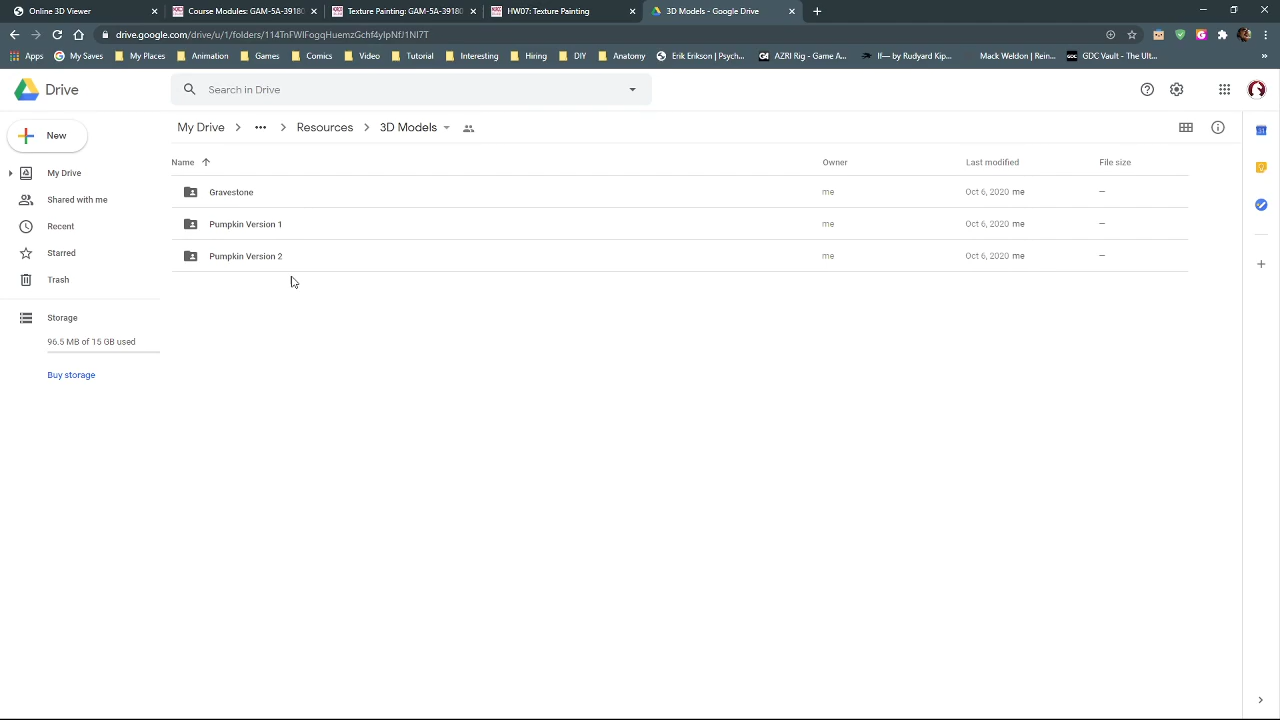 Online 3D Viewer
Course Modules: GAM-5A-39180
Texture Painting: GAM-5A-39180
HW07: Texture Painting
3D Models - Google Drive
drive.google.com/drive/u/1/folders/114TnFWIFogqHuemzGchf4ylpNfJ1NI7T
Apps
My Saves
My Places
Animation
Games
Comics
Video
Tutorial
Interesting
Hiring
DIY
Anatomy
Erik Erikson | Psych...
AZRI Rig - Game A...
If— by Rudyard Kip...
Mack Weldon | Rein...
GDC Vault - The Ult...
Drive
Search in Drive
New
My Drive
•••
Resources
3D Models
My Drive
Shared with me
Recent
Starred
Trash
Storage
96.5 MB of 15 GB used
Buy storage
Name
Owner
Last modified
File size
Gravestone
me
Oct 6, 2020 me
—
Pumpkin Version 1
me
Oct 6, 2020 me
—
Pumpkin Version 2
me
Oct 6, 2020 me
—
31